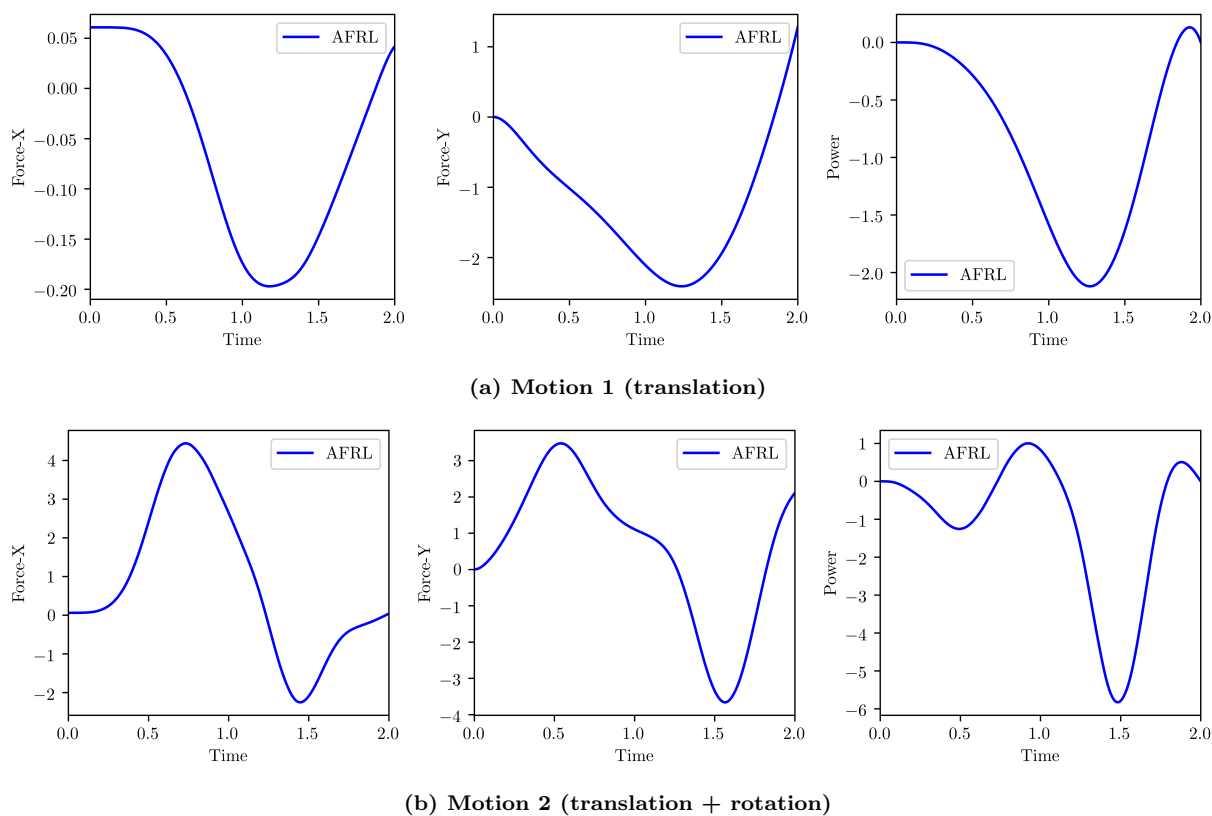 AFRL
0.05
0.00
−0.05
−0.10
−0.15
−0.20
Force-X
0.0 0.5 1.0 1.5 2.0
Time
AFRL
1
0
−1
−2
Force-Y
0.0 0.5 1.0 1.5 2.0
Time
0.0
−0.5
−1.0
−1.5
−2.0
Power
AFRL
0.0 0.5 1.0 1.5 2.0
Time
(a) Motion 1 (translation)
AFRL
4
3
2
1
0
−1
−2
Force-X
0.0 0.5 1.0 1.5 2.0
Time
AFRL
3
2
1
0
−1
−2
−3
−4
Force-Y
0.0 0.5 1.0 1.5 2.0
Time
AFRL
1
0
−1
−2
−3
−4
−5
−6
Power
0.0 0.5 1.0 1.5 2.0
Time
(b) Motion 2 (translation + rotation)